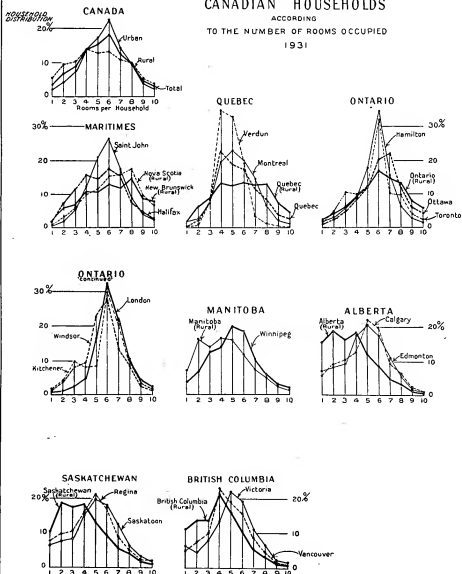 CANADIAN HOUSEHOLDS
ACCORDING
TO THE NUMBER OF ROOMS OCCUPIED
1931
HOUSEHOLD DISTRIBUTION
CANADA
20%
10
0
Urban
Rural
Total
1 2 3 4 5 6 7 8 9 10
Rooms per Household
MARITIMES
30%
20
10
0
Saint John
Nova Scotia (Rural)
New Brunswick (Rural)
Halifax
1 2 3 4 5 6 7 8 9 10
QUEBEC
Verdun
Montreal
Quebec (Rural)
Quebec
1 2 3 4 5 6 7 8 9 10
ONTARIO
30%
20
10
0
Hamilton
Ontario (Rural)
Ottawa
Toronto
1 2 3 4 5 6 7 8 9 10
ONTARIO
Continued
30%
20
10
0
London
Windsor
Kitchener
1 2 3 4 5 6 7 8 9 10
MANITOBA
Manitoba (Rural)
Winnipeg
1 2 3 4 5 6 7 8 9 10
ALBERTA
Alberta (Rural)
Calgary
20%
Edmonton
10
0
1 2 3 4 5 6 7 8 9 10
SASKATCHEWAN
Saskatchewan (Rural)
Regina
20%
Saskatoon
10
0
1 2 3 4 5 6 7 8 9 10
BRITISH COLUMBIA
British Columbia (Rural)
Victoria
20%
10
Vancouver
0
1 2 3 4 5 6 7 8 9 10